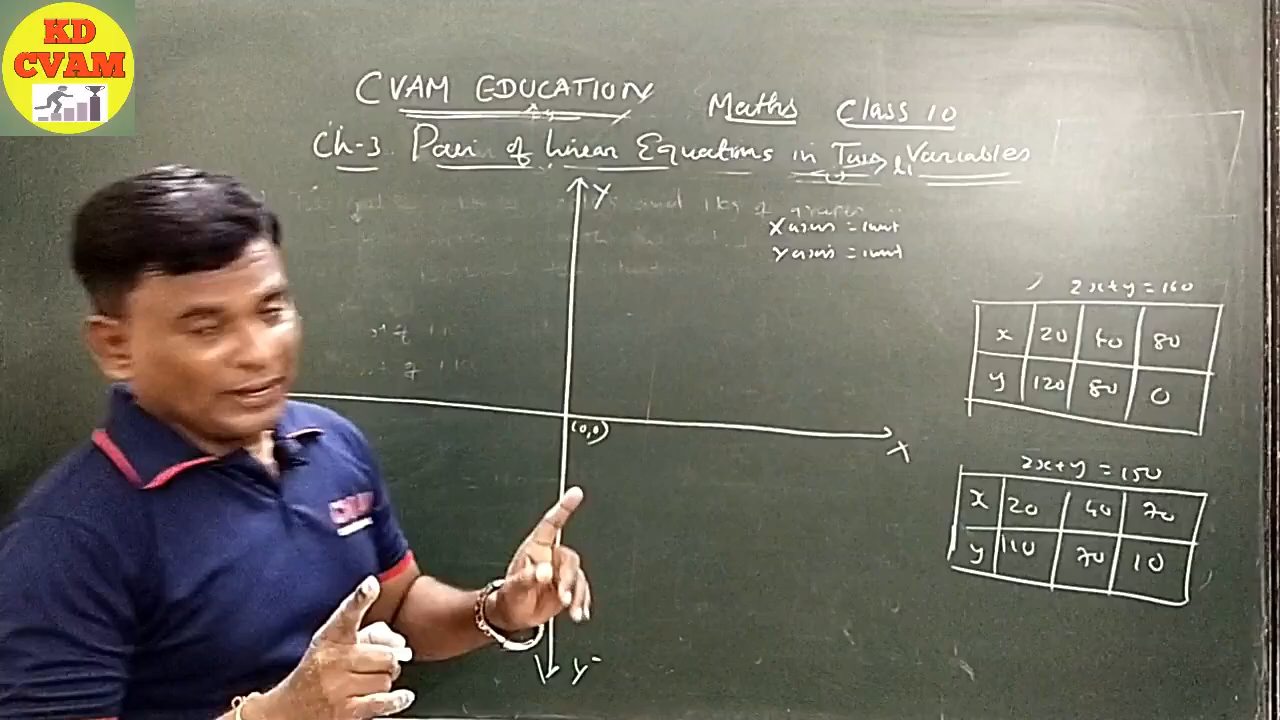 KD
CVAM
CVAM EDUCATION
Maths Class 10
Ch-3 Pair of Linear Equations in Two Variables
Y
X axis = 1 unit
Y axis = 1 unit
2x+y=160
x 20 40 80
y 120 80 0
(0,0)
X
2x+y = 150
x 20 40 70
y 110 70 10
Y-